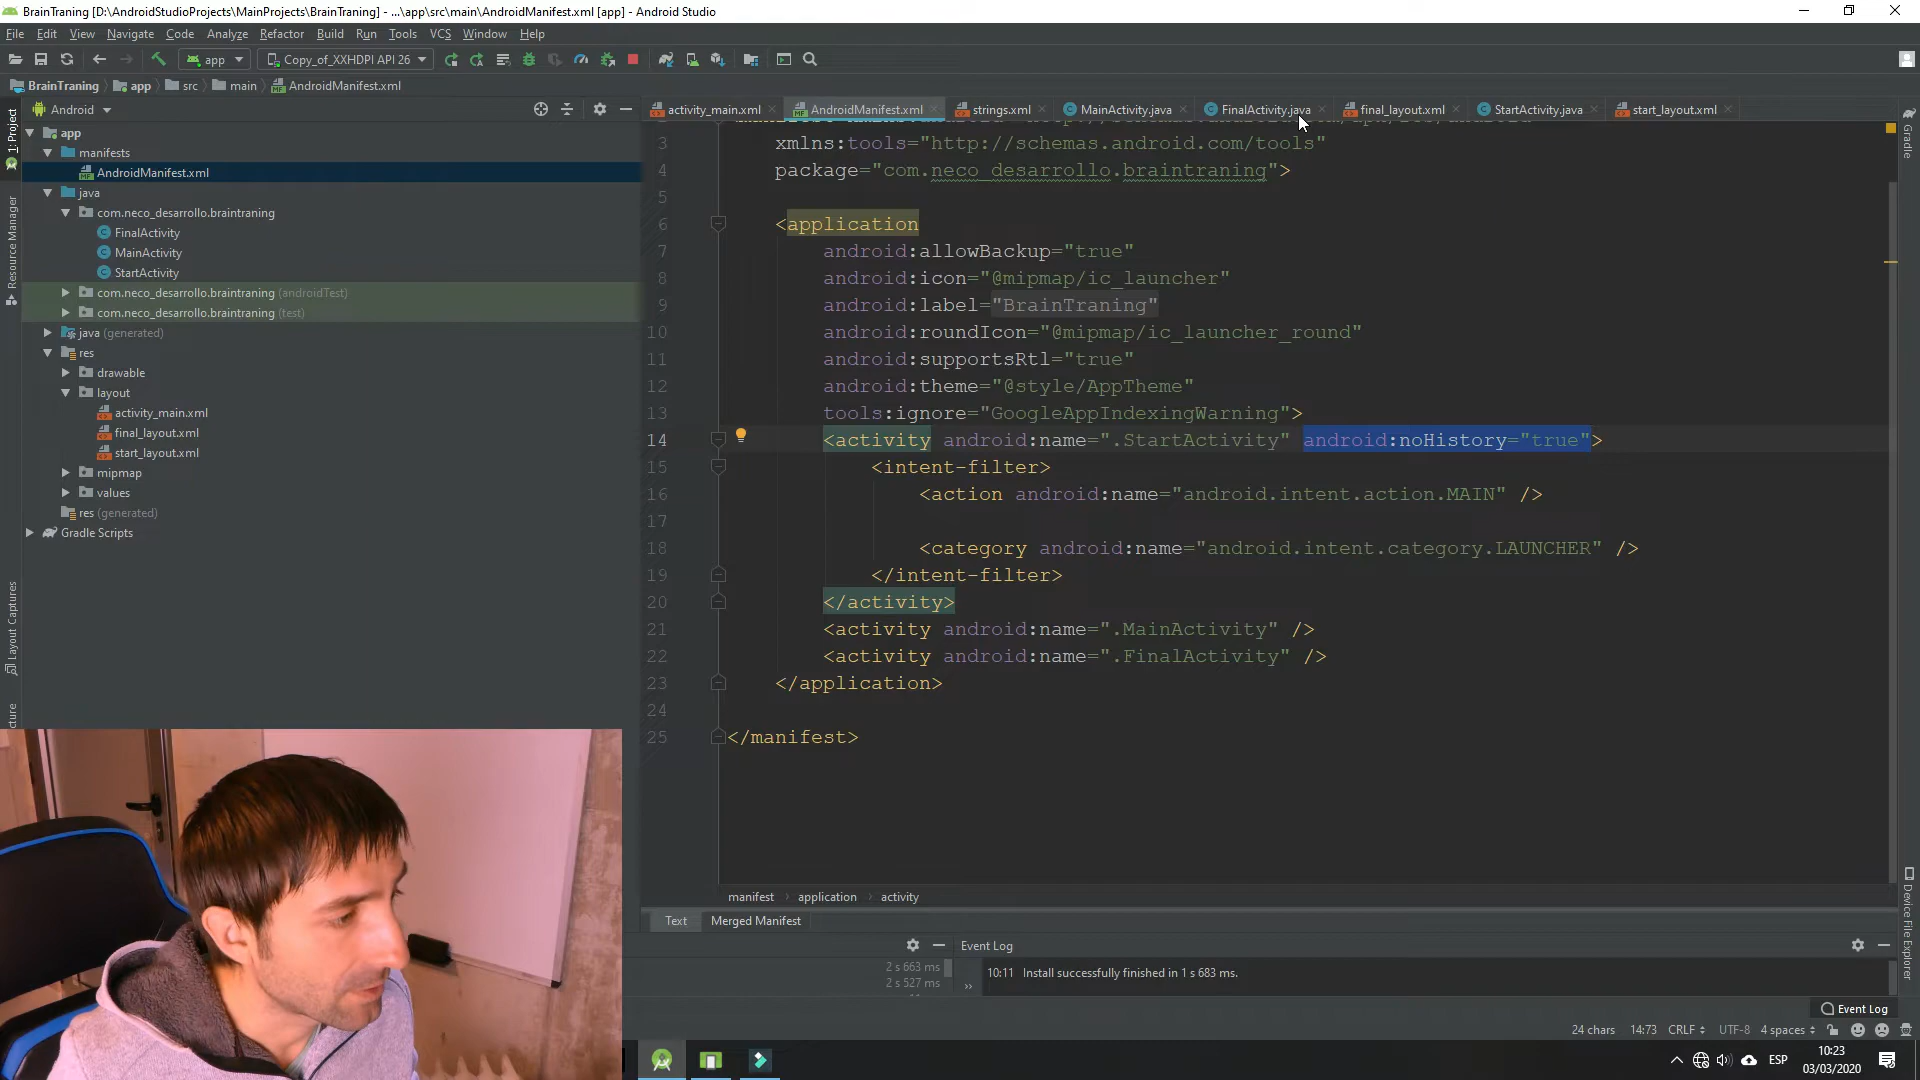 BrainTraning [D:\AndroidStudioProjects\MainProjects\BrainTraning] - ...\app\src\main\AndroidManifest.xml [app] - Android Studio
File Edit View Navigate Code Analyze Refactor Build Run Tools VCS Window Help
app Copy_of_XXHDPI API 26
BrainTraning app src main AndroidManifest.xml
Android
activity_main.xml AndroidManifest.xml strings.xml MainActivity.java FinalActivity.java final_layout.xml StartActivity.java start_layout.xml
1: Project
Resource Manager
Layout Captures
app
manifests
AndroidManifest.xml
java
com.neco_desarrollo.braintraning
FinalActivity
MainActivity
StartActivity
com.neco_desarrollo.braintraning (androidTest)
com.neco_desarrollo.braintraning (test)
java (generated)
res
drawable
layout
activity_main.xml
final_layout.xml
start_layout.xml
mipmap
values
res (generated)
Gradle Scripts
3 xmlns:tools="http://schemas.android.com/tools"
4 package="com.neco_desarrollo.braintraning">
5
6 <application
7 android:allowBackup="true"
8 android:icon="@mipmap/ic_launcher"
9 android:label="BrainTraning"
10 android:roundIcon="@mipmap/ic_launcher_round"
11 android:supportsRtl="true"
12 android:theme="@style/AppTheme"
13 tools:ignore="GoogleAppIndexingWarning">
14 <activity android:name=".StartActivity" android:noHistory="true">
15 <intent-filter>
16 <action android:name="android.intent.action.MAIN" />
17
18 <category android:name="android.intent.category.LAUNCHER" />
19 </intent-filter>
20 </activity>
21 <activity android:name=".MainActivity" />
22 <activity android:name=".FinalActivity" />
23 </application>
24
25 </manifest>
manifest › application › activity
Text Merged Manifest
Event Log
2 s 663 ms
2 s 527 ms
10:11 Install successfully finished in 1 s 683 ms.
Gradle
Device File Explorer
Event Log
24 chars 14:73 CRLF UTF-8 4 spaces
ESP
10:23
03/03/2020